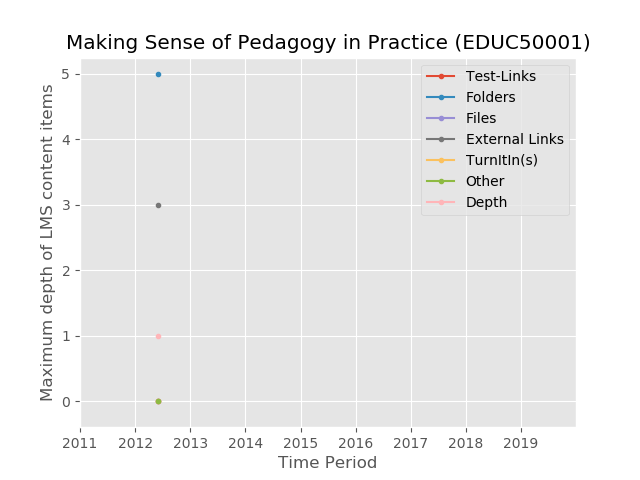 Making Sense of Pedagogy in Practice (EDUC50001)
Maximum depth of LMS content items
5
4
3
2
1
0
Test-Links
Folders
Files
External Links
TurnItIn(s)
Other
Depth
2011 2012 2013 2014 2015 2016 2017 2018 2019
Time Period